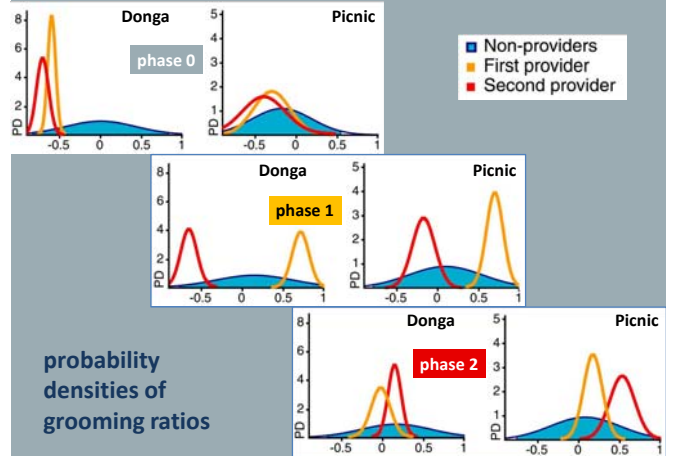 Donga
Picnic
phase 0
8
6
4
2
PD
-0.5
0
0.5
1
5
4
3
2
1
PD
-0.5
0
0.5
1
Non-providers
First provider
Second provider
Donga
Picnic
phase 1
8
6
4
2
PD
-0.5
0
0.5
1
5
4
3
2
1
PD
-0.5
0
0.5
1
Donga
Picnic
phase 2
8
6
4
2
PD
-0.5
0
0.5
1
5
4
3
2
1
PD
-0.5
0
0.5
1
probability
densities of
grooming ratios